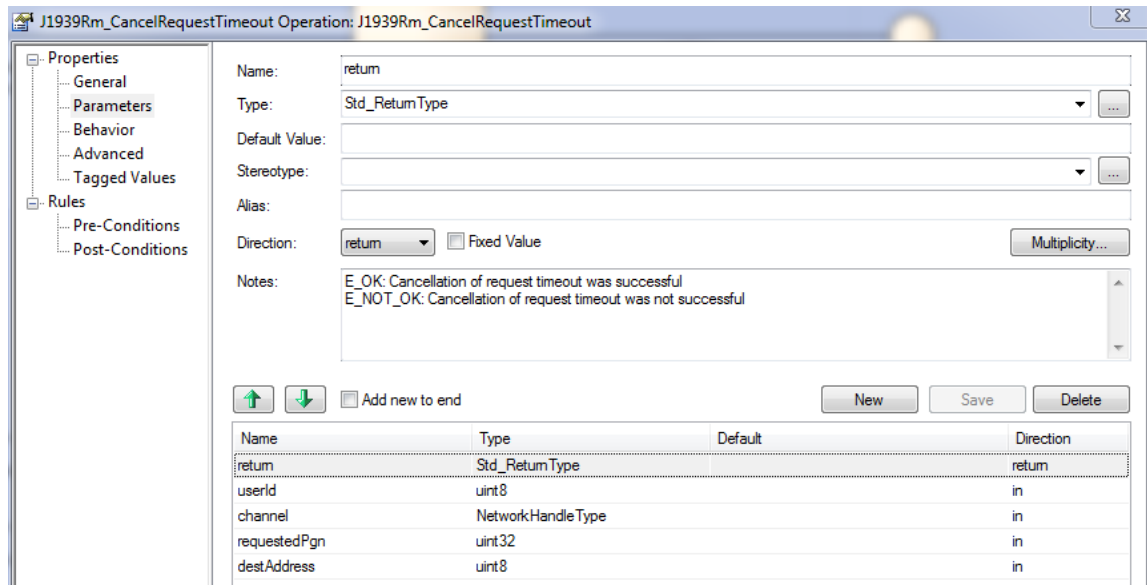 J1939Rm_CancelRequestTimeout Operation: J1939Rm_CancelRequestTimeout
Properties
General
Parameters
Behavior
Advanced
Tagged Values
Rules
Pre-Conditions
Post-Conditions
Name: return
Type: Std_ReturnType ...
Default Value:
Stereotype: ...
Alias:
Direction: return Fixed Value Multiplicity...
Notes: E_OK: Cancellation of request timeout was successful
E_NOT_OK: Cancellation of request timeout was not successful
Add new to end New Save Delete
Name Type Default Direction
return Std_ReturnType return
userId uint8 in
channel NetworkHandleType in
requestedPgn uint32 in
destAddress uint8 in